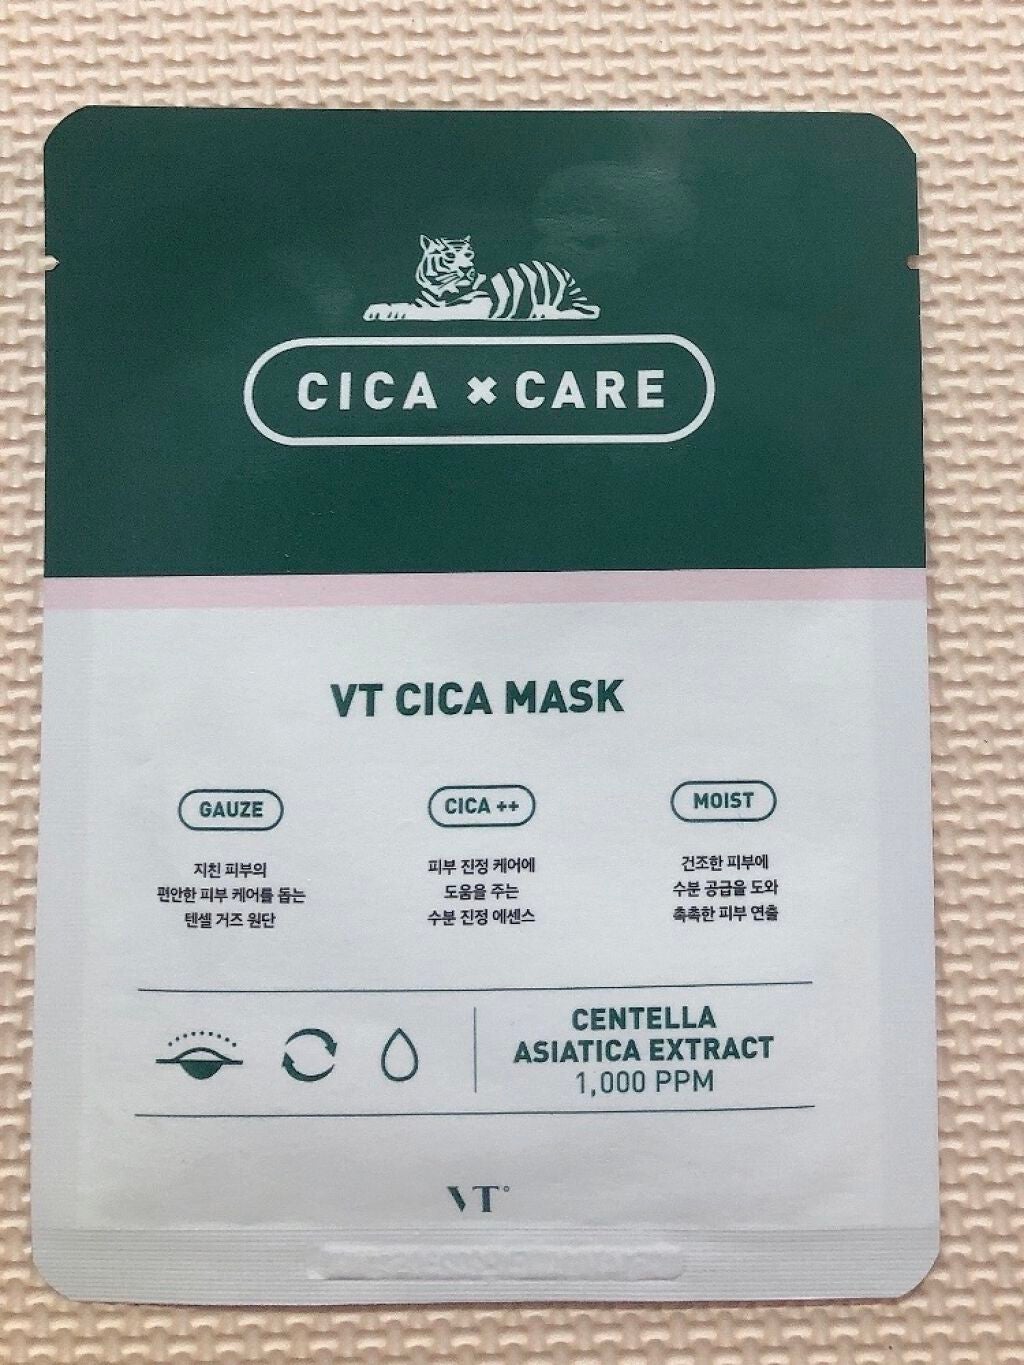 CICA × CARE
VT CICA MASK
GAUZE
지친 피부의
편안한 피부 케어를 돕는
텐셀 거즈 원단
CICA ++
피부 진정 케어에
도움을 주는
수분 진정 에센스
MOIST
건조한 피부에
수분 공급을 도와
촉촉한 피부 연출
CENTELLA
ASIATICA EXTRACT
1,000 PPM
VT